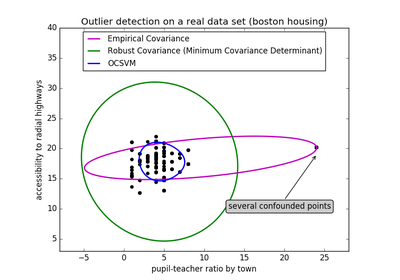 Outlier detection on a real data set (boston housing)
Empirical Covariance
Robust Covariance (Minimum Covariance Determinant)
OCSVM
40
35
30
25
20
15
10
5
accessibility to radial highways
several confounded points
−5
0
5
10
15
20
25
pupil-teacher ratio by town